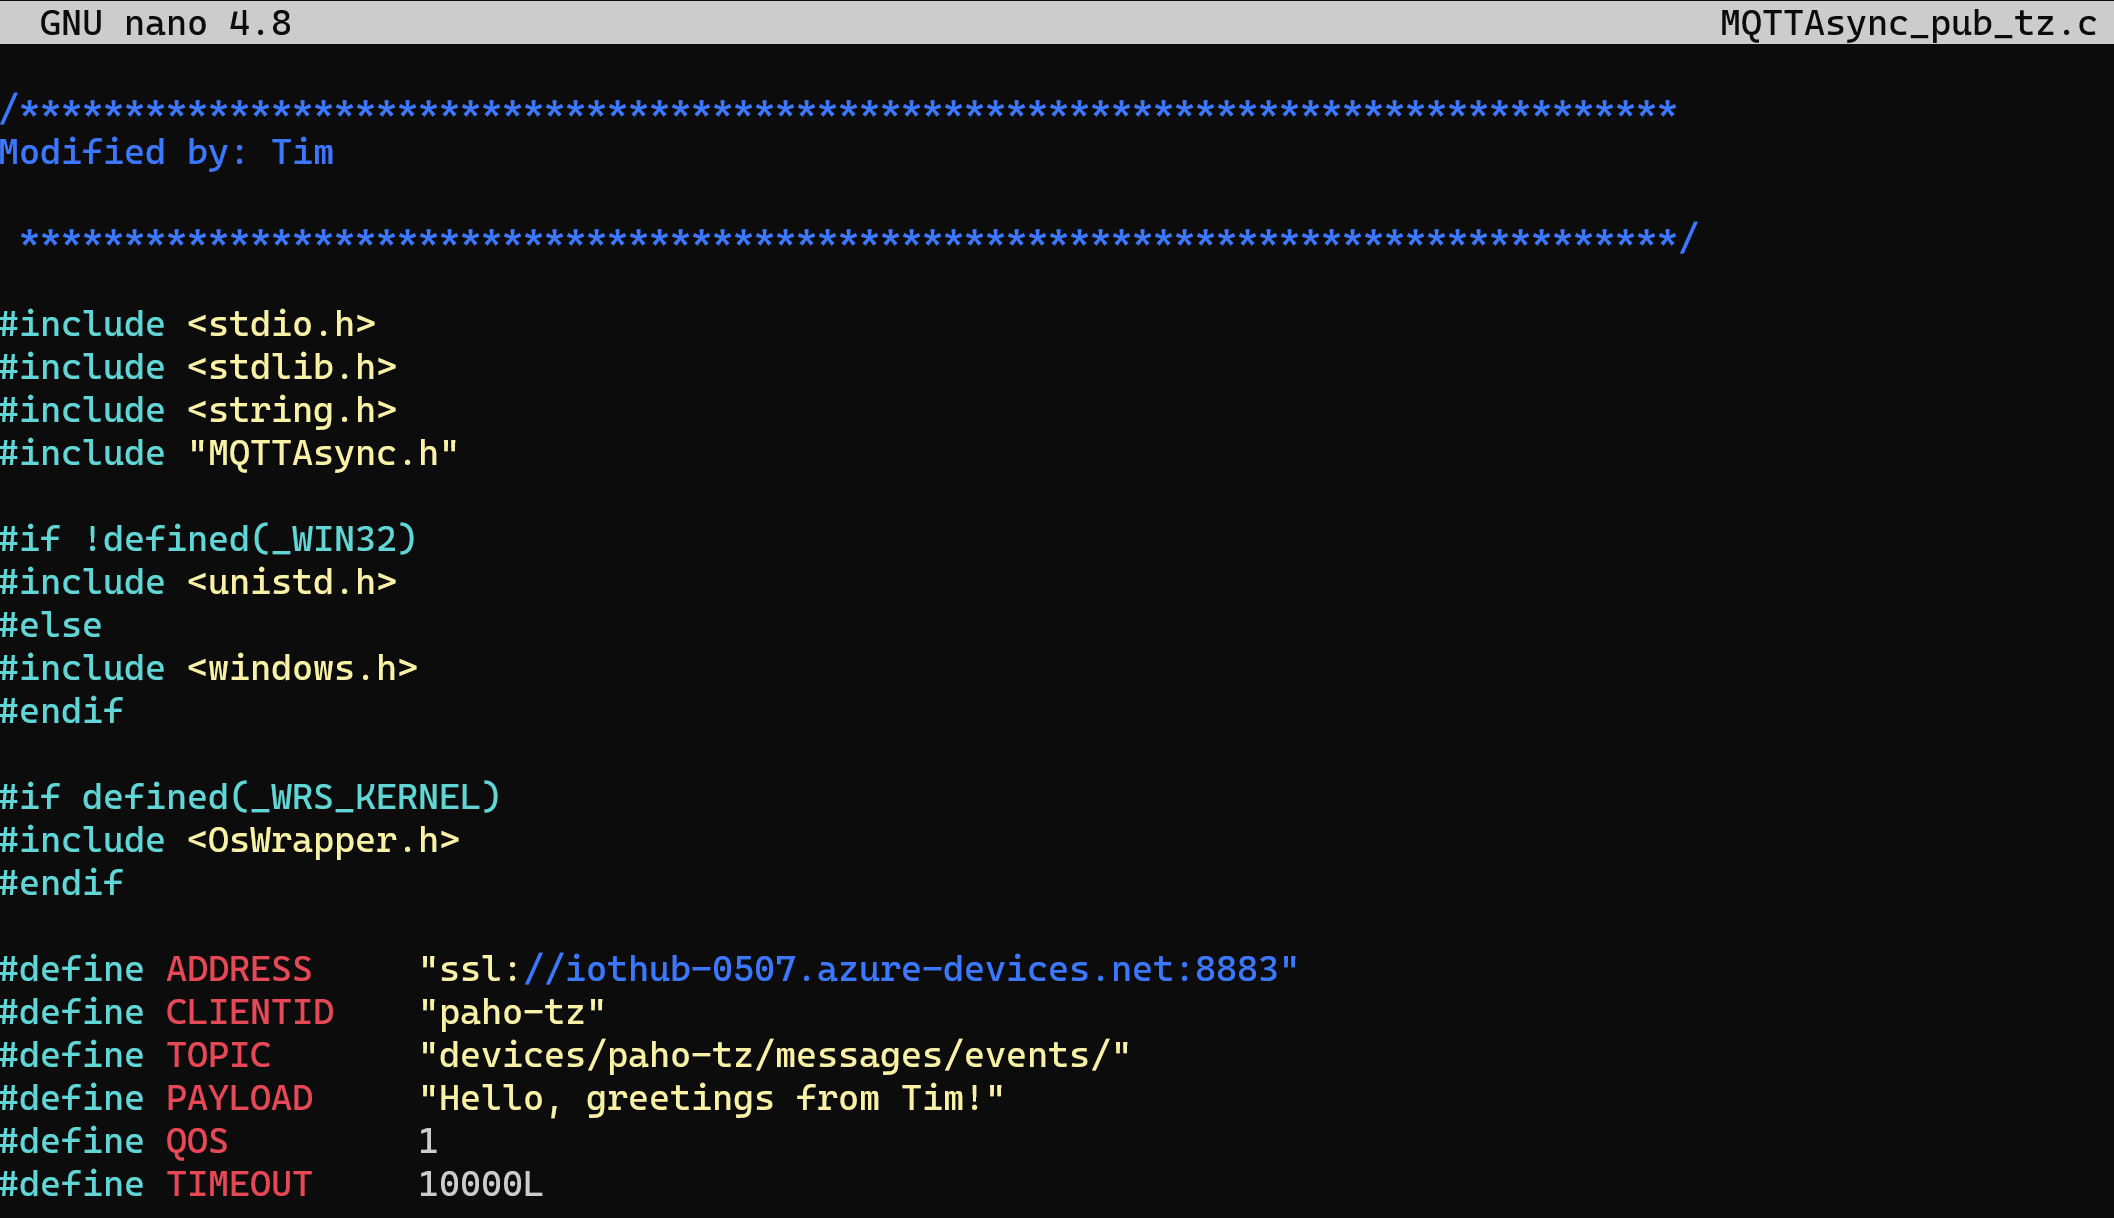 GNU nano 4.8 MQTTAsync_pub_tz.c
/*******************************************************************************
Modified by: Tim
*******************************************************************************/
#include <stdio.h>
#include <stdlib.h>
#include <string.h>
#include "MQTTAsync.h"
#if !defined(_WIN32)
#include <unistd.h>
#else
#include <windows.h>
#endif
#if defined(_WRS_KERNEL)
#include <OsWrapper.h>
#endif
#define ADDRESS     "ssl://iothub-0507.azure-devices.net:8883"
#define CLIENTID    "paho-tz"
#define TOPIC       "devices/paho-tz/messages/events/"
#define PAYLOAD     "Hello, greetings from Tim!"
#define QOS         1
#define TIMEOUT     10000L